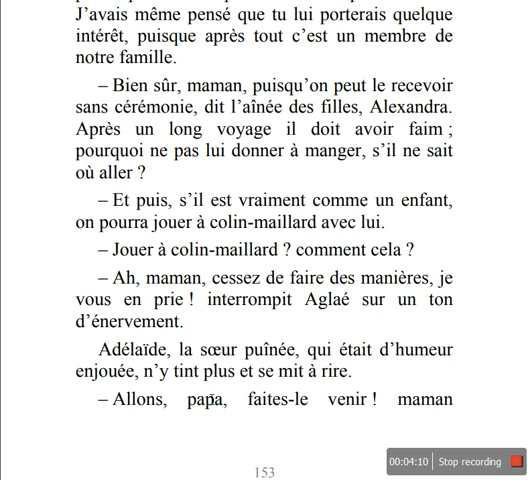 J’avais même pensé que tu lui porterais quelque
intérêt, puisque après tout c’est un membre de
notre famille.
– Bien sûr, maman, puisqu’on peut le recevoir
sans cérémonie, dit l’aînée des filles, Alexandra.
Après un long voyage il doit avoir faim ;
pourquoi ne pas lui donner à manger, s’il ne sait
où aller ?
– Et puis, s’il est vraiment comme un enfant,
on pourra jouer à colin-maillard avec lui.
– Jouer à colin-maillard ? comment cela ?
– Ah, maman, cessez de faire des manières, je
vous en prie ! interrompit Aglaé sur un ton
d’énervement.
Adélaïde, la sœur puînée, qui était d’humeur
enjouée, n’y tint plus et se mit à rire.
– Allons, papa, faites-le venir ! maman
153
00:04:10 Stop recording